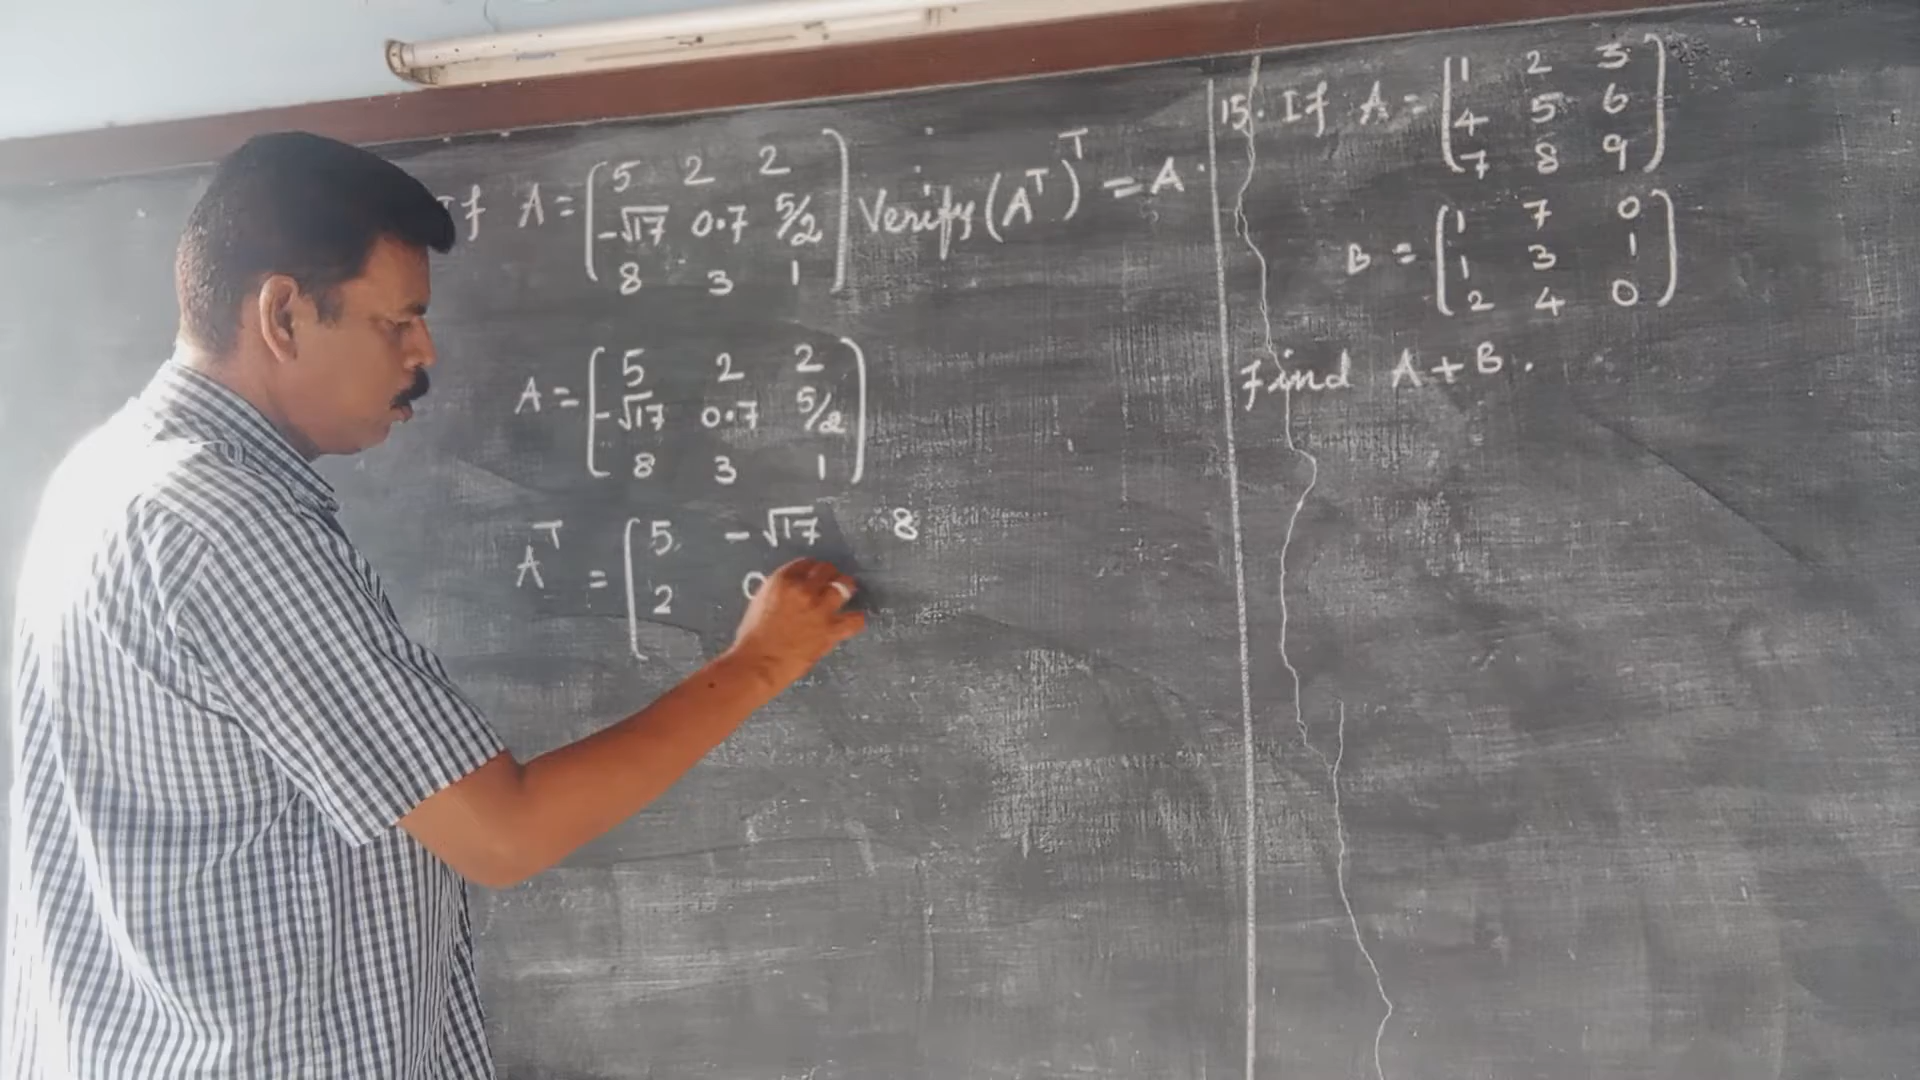 If A = [5 2 2
-√17 0.7 5/2
8 3 1] Verify (A^T)^T = A.
A = [5 2 2
-√17 0.7 5/2
8 3 1]
A^T = [5 -√17 8
2 0
15. If A = [1 2 3
4 5 6
7 8 9]
B = [1 7 0
1 3 1
2 4 0]
Find A + B.